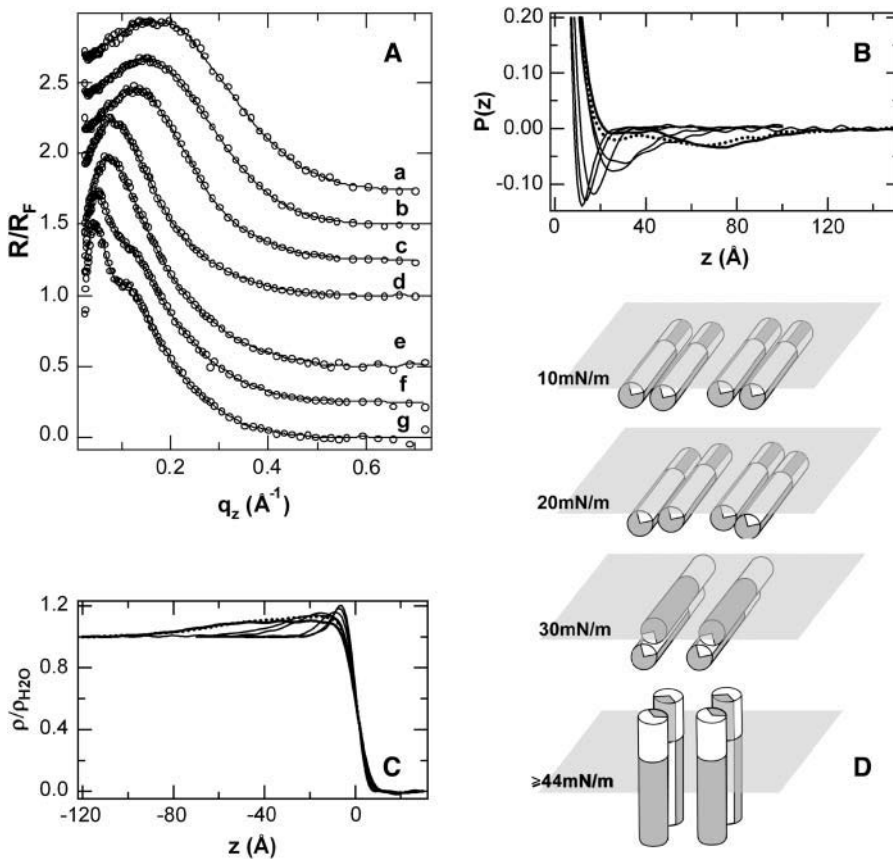 A
2.5
2.0
1.5
1.0
0.5
0.0
R/R_F
a
b
c
d
e
f
g
0.2
0.4
0.6
q_z (Å^-1)
B
0.20
0.10
0.00
-0.10
P(z)
0
40
80
140
z (Å)
10mN/m
20mN/m
30mN/m
⩾44mN/m
D
1.2
0.8
0.4
0.0
ρ/ρ_H2O
C
-120
-80
-40
0
z (Å)